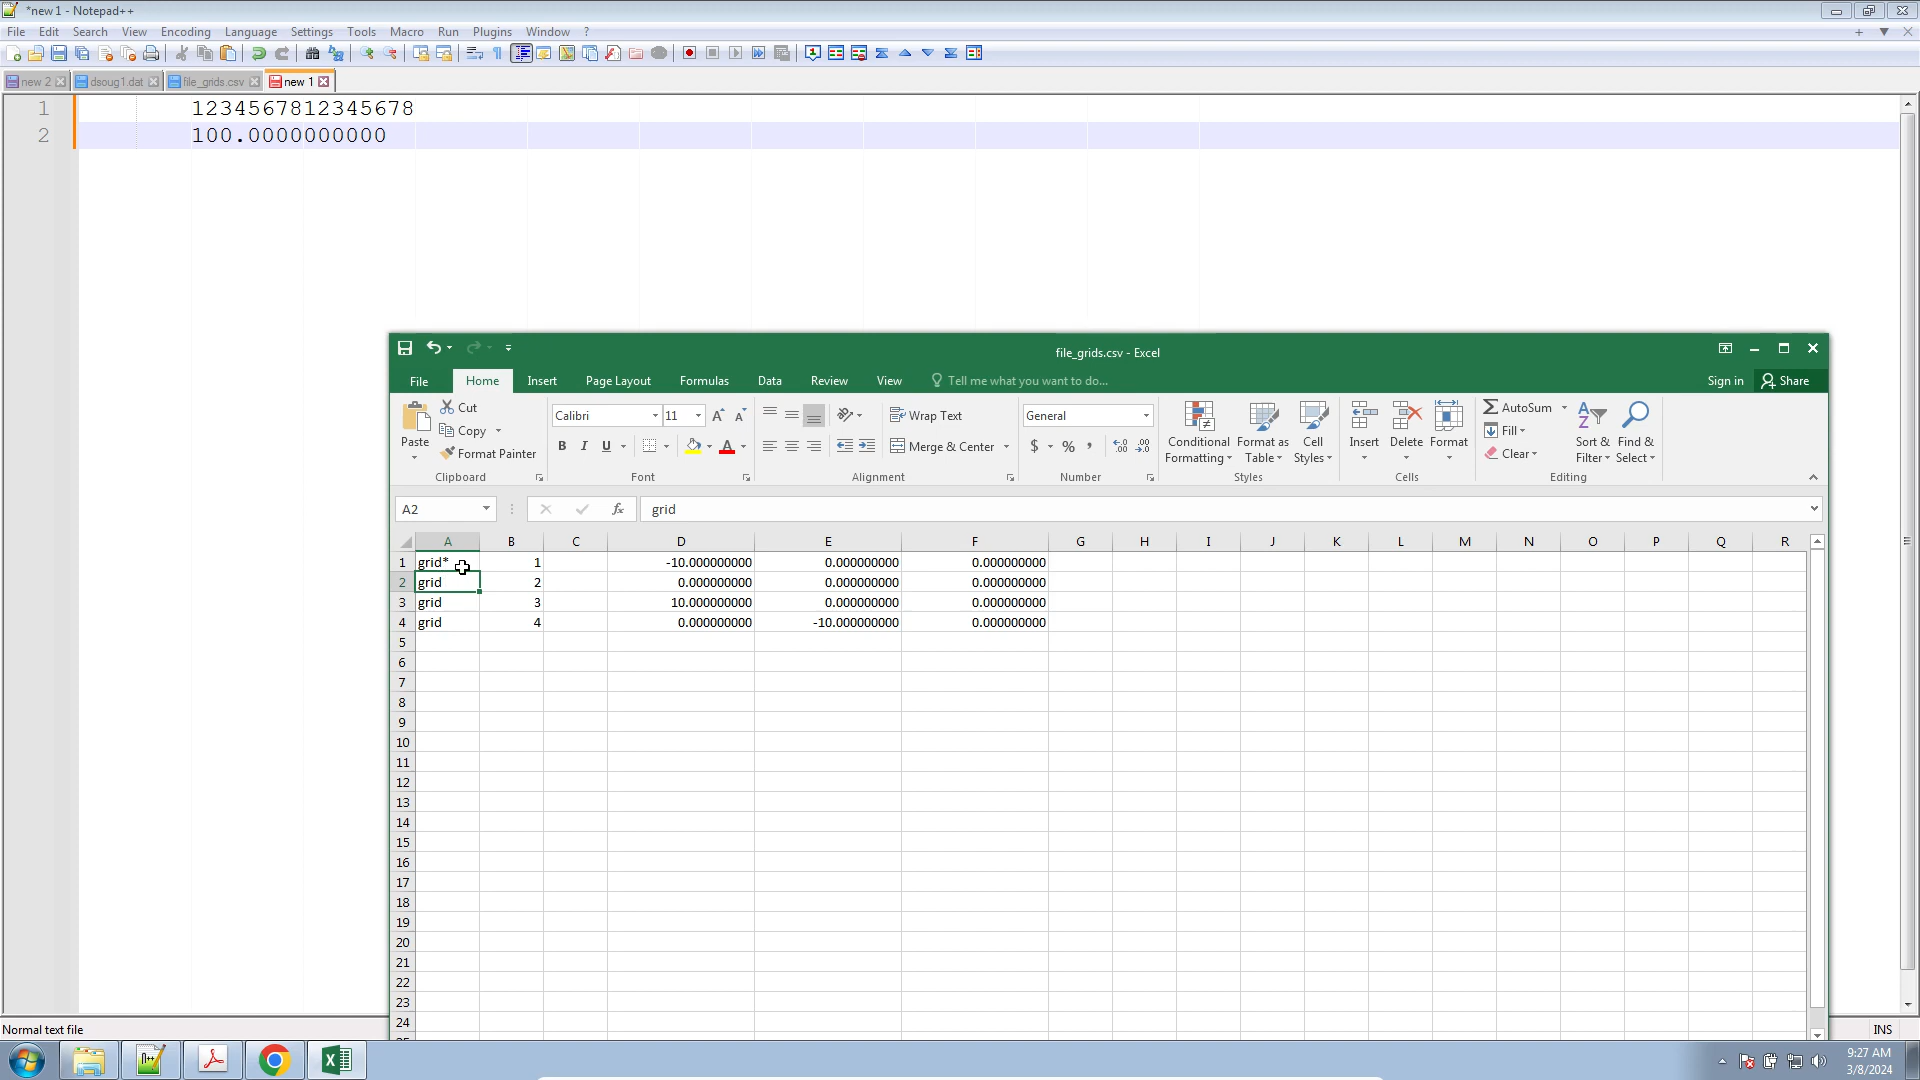 *new 1 - Notepad++
File Edit Search View Encoding Language Settings Tools Macro Run Plugins Window ?
new 2 dsoug1.dat file_grids.csv new 1
1 1234567812345678
2 100.0000000000
file_grids.csv - Excel
File Home Insert Page Layout Formulas Data Review View Tell me what you want to do... Sign in Share
Paste Cut Copy Format Painter Calibri 11 Wrap Text Merge & Center General Conditional Formatting Format as Table Cell Styles Insert Delete Format AutoSum Fill Clear Sort & Filter Find & Select
Clipboard Font Alignment Number Styles Cells Editing
A2 fx grid
A B C D E F G H I J K L M N O P Q R
1 grid* 1 -10.000000000 0.000000000 0.000000000
2 grid 2 0.000000000 0.000000000 0.000000000
3 grid 3 10.000000000 0.000000000 0.000000000
4 grid 4 0.000000000 -10.000000000 0.000000000
5
6
7
8
9
10
11
12
13
14
15
16
17
18
19
20
21
22
23
24
Normal text file INS
9:27 AM
3/8/2024